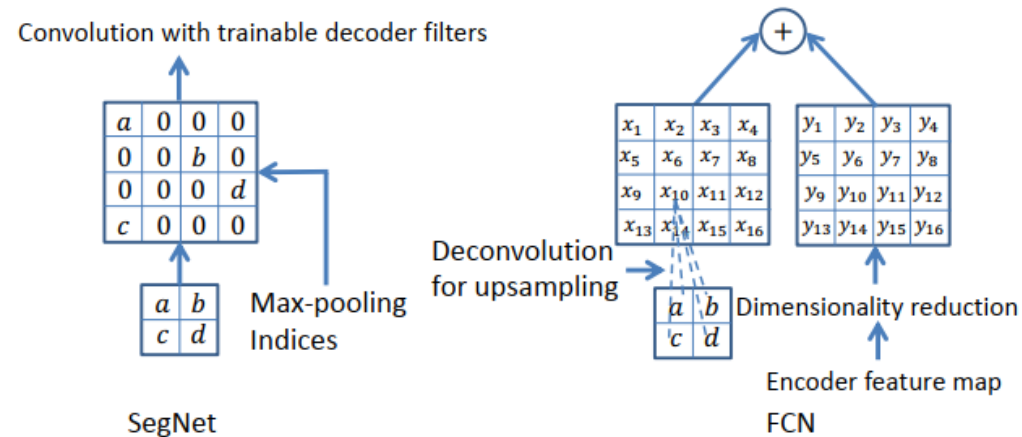 Convolution with trainable decoder filters
a 0 0 0
0 0 b 0
0 0 0 d
c 0 0 0
a b
c d
Max-pooling
Indices
SegNet
+
x₁ x₂ x₃ x₄
x₅ x₆ x₇ x₈
x₉ x₁₀ x₁₁ x₁₂
x₁₃ x₁₄ x₁₅ x₁₆
y₁ y₂ y₃ y₄
y₅ y₆ y₇ y₈
y₉ y₁₀ y₁₁ y₁₂
y₁₃ y₁₄ y₁₅ y₁₆
Deconvolution
for upsampling
a b
c d
Dimensionality reduction
Encoder feature map
FCN